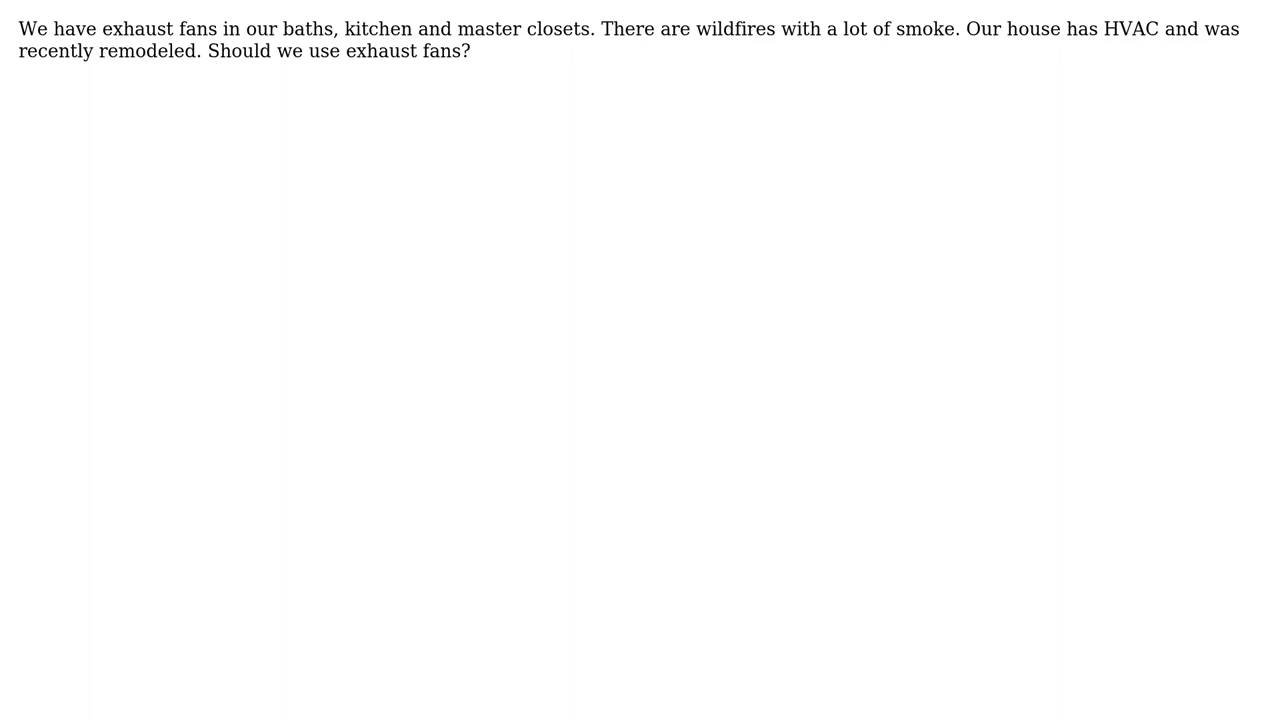 We have exhaust fans in our baths, kitchen and master closets. There are wildfires with a lot of smoke. Our house has HVAC and was
recently remodeled. Should we use exhaust fans?